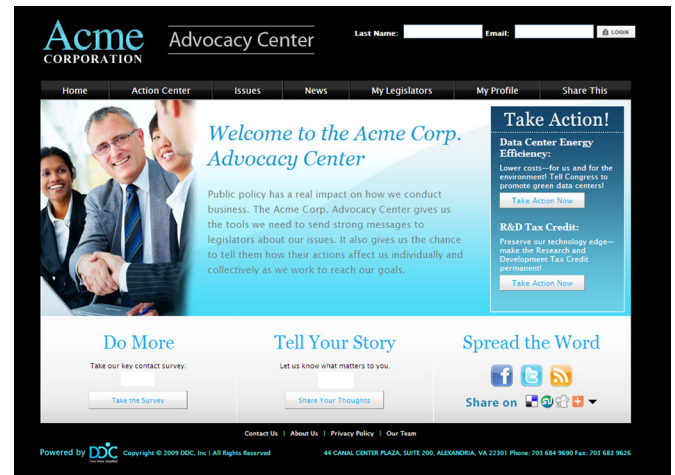 Acme
CORPORATION
Advocacy Center
Last Name:
Email:
LOGIN
Home
Action Center
Issues
News
My Legislators
My Profile
Share This
Welcome to the Acme Corp.
Advocacy Center
Public policy has a real impact on how we conduct
business. The Acme Corp. Advocacy Center gives us
the tools we need to send strong messages to
legislators about our issues. It also gives us the chance
to tell them how their actions affect us individually and
collectively as we work to reach our goals.
Take Action!
Data Center Energy
Efficiency:
Lower costs—for us and for the
environment! Tell Congress to
promote green data centers!
Take Action Now
R&D Tax Credit:
Preserve our technology edge—
make the Research and
Development Tax Credit
permanent!
Take Action Now
Do More
Take our key contact survey.
Take the Survey
Tell Your Story
Let us know what matters to you.
Share Your Thoughts
Spread the Word
Share on
Contact Us | About Us | Privacy Policy | Our Team
Powered by DDC Copyright © 2009 DDC, Inc | All Rights Reserved
44 CANAL CENTER PLAZA, SUITE 200, ALEXANDRIA, VA 22301 Phone: 703 684 9690 Fax: 703 683 9626